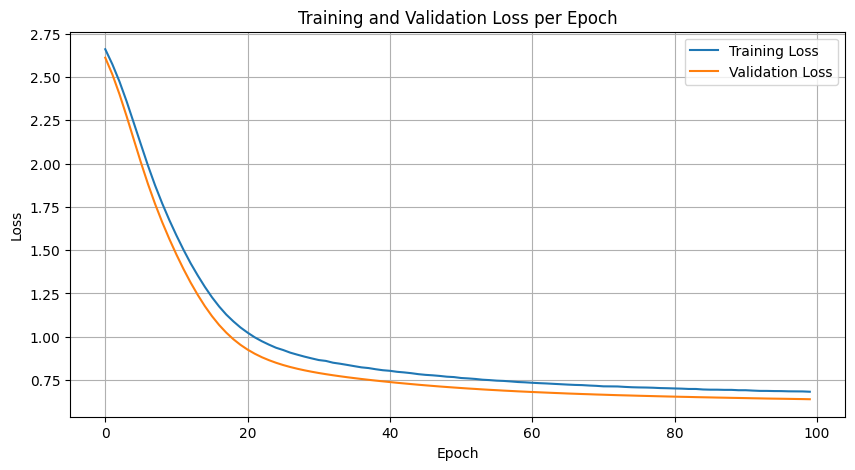 Training and Validation Loss per Epoch
2.75
2.50
2.25
2.00
1.75
1.50
1.25
1.00
0.75
Loss
Training Loss
Validation Loss
0 20 40 60 80 100
Epoch